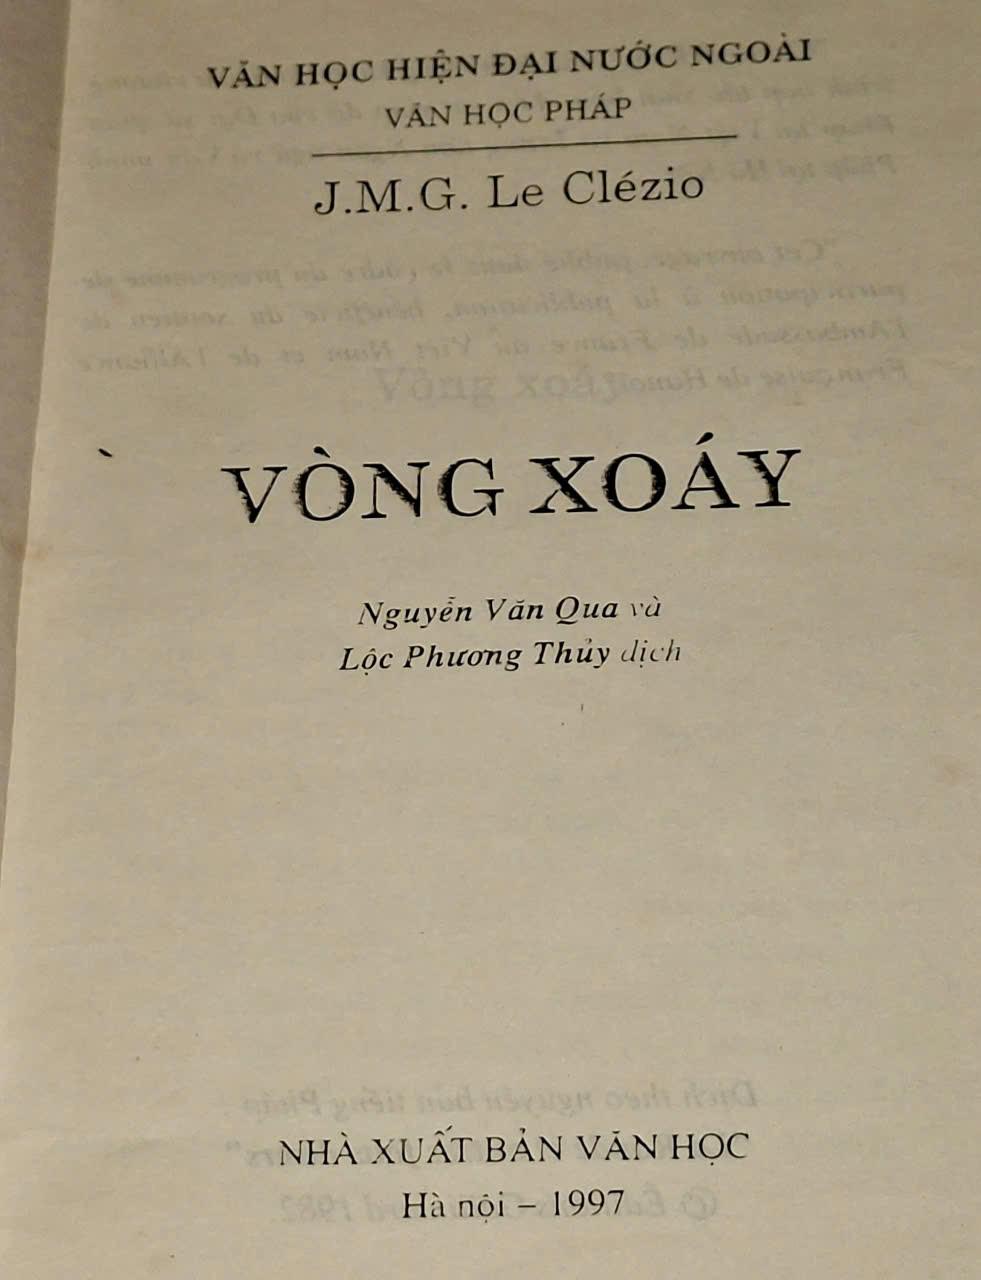 VĂN HỌC HIỆN ĐẠI NƯỚC NGOÀI
VĂN HỌC PHÁP
J.M.G. Le Clézio
VÒNG XOÁY
Nguyễn Văn Qua và
Lộc Phương Thủy dịch
NHÀ XUẤT BẢN VĂN HỌC
Hà nội – 1997